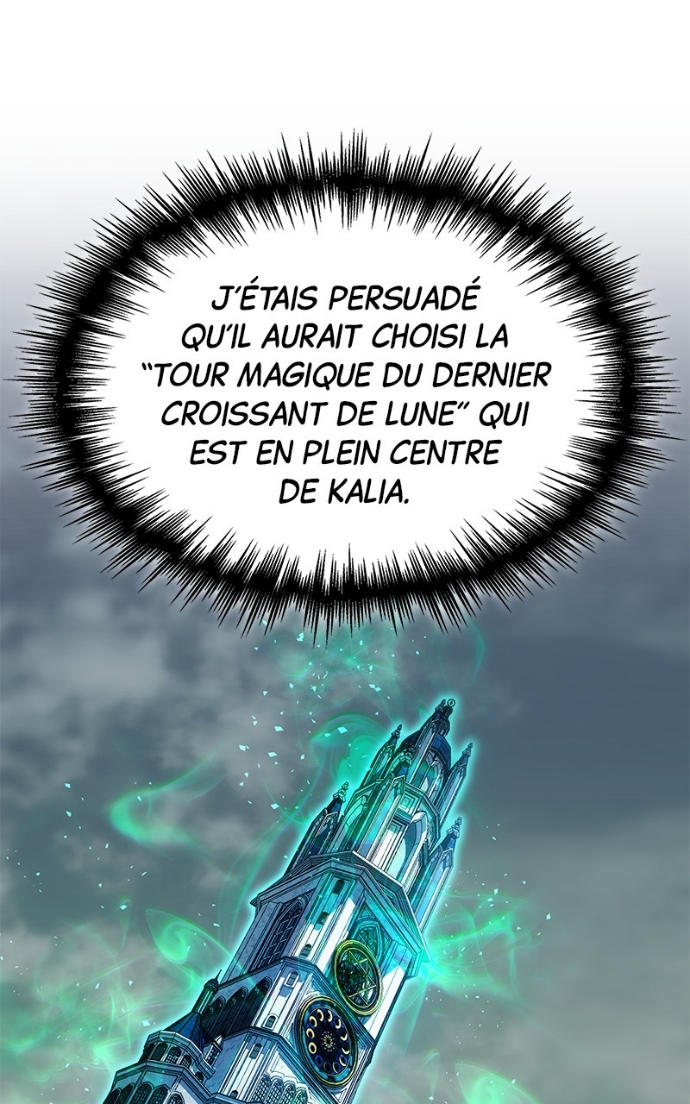 J'ÉTAIS PERSUADÉ
QU'IL AURAIT CHOISI LA
“TOUR MAGIQUE DU DERNIER
CROISSANT DE LUNE” QUI
EST EN PLEIN CENTRE
DE KALIA.